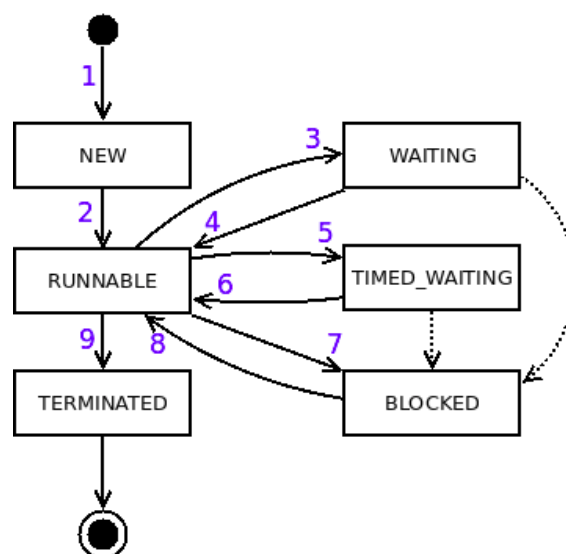 1
NEW
3
WAITING
2
4
5
RUNNABLE
6
TIMED_WAITING
9
8
7
TERMINATED
BLOCKED